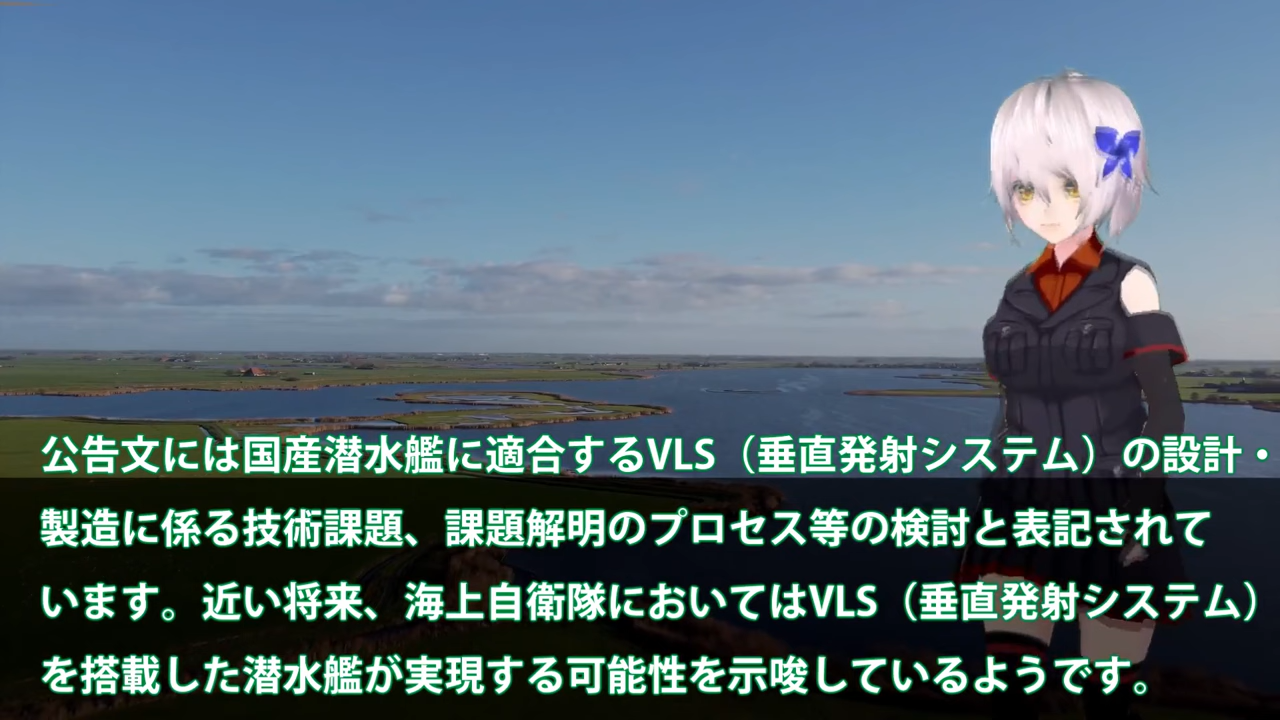 公告文には国産潜水艦に適合するVLS（垂直発射システム）の設計・
製造に係る技術課題、課題解明のプロセス等の検討と表記されて
います。近い将来、海上自衛隊においてはVLS（垂直発射システム）
を搭載した潜水艦が実現する可能性を示唆しているようです。